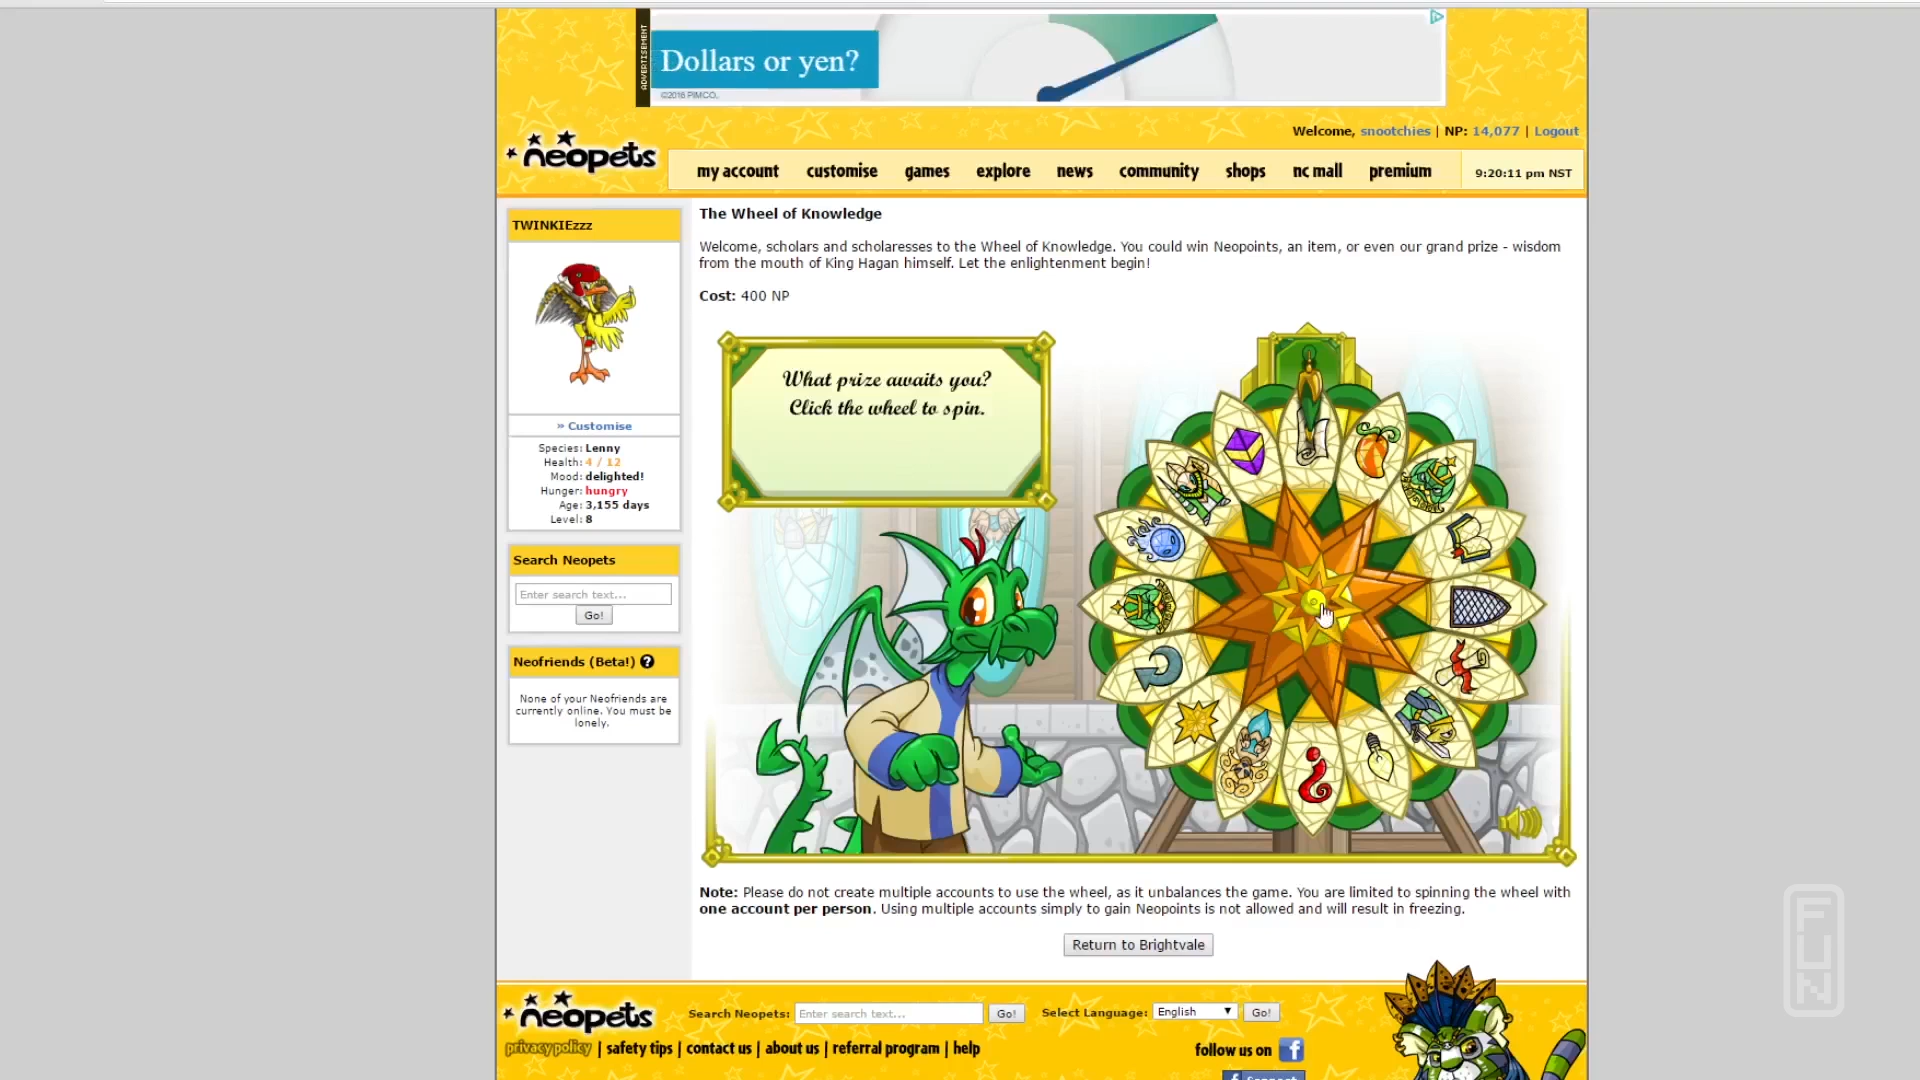 ADVERTISEMENT
Dollars or yen?
©2016 PIMCO.
Welcome, snootchies | NP: 14,077 | Logout
neopets
my account customise games explore news community shops nc mall premium
9:20:11 pm NST
TWINKIEzzz
» Customise
Species: Lenny
Health: 4 / 12
Mood: delighted!
Hunger: hungry
Age: 3,155 days
Level: 8
Search Neopets
Enter search text...
Go!
Neofriends (Beta!) ?
None of your Neofriends are
currently online. You must be
lonely.
The Wheel of Knowledge
Welcome, scholars and scholaresses to the Wheel of Knowledge. You could win Neopoints, an item, or even our grand prize - wisdom
from the mouth of King Hagan himself. Let the enlightenment begin!
Cost: 400 NP
What prize awaits you?
Click the wheel to spin.
Note: Please do not create multiple accounts to use the wheel, as it unbalances the game. You are limited to spinning the wheel with
one account per person. Using multiple accounts simply to gain Neopoints is not allowed and will result in freezing.
Return to Brightvale
neopets
Search Neopets: Enter search text... Go! Select Language: English Go!
privacy policy | safety tips | contact us | about us | referral program | help
follow us on f
FUN